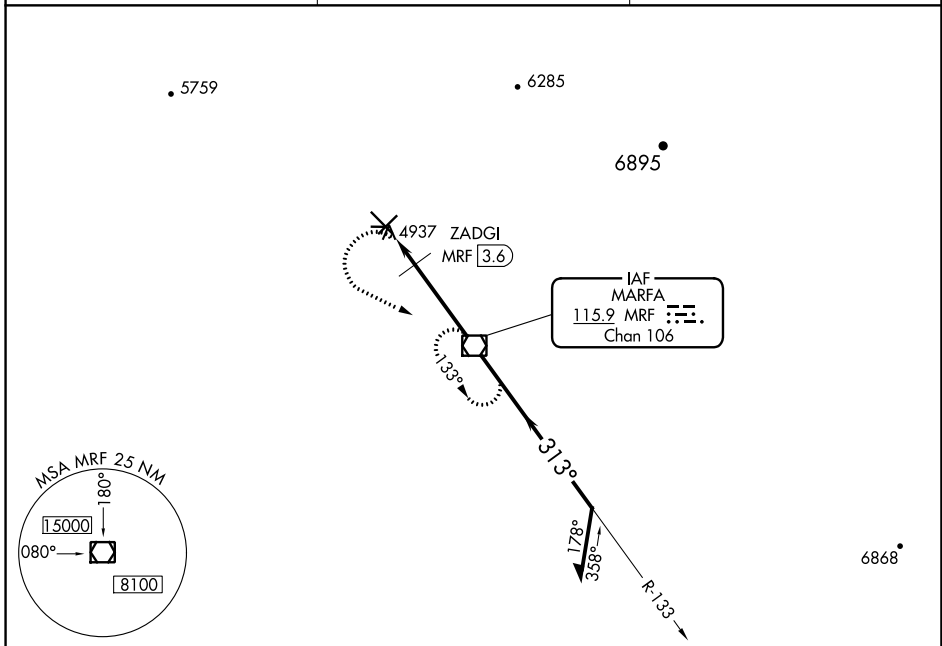 5759
6285
6895
4937 ZADGI
MRF 3.6
IAF
MARFA
115.9 MRF
Chan 106
133°
313°
MSA MRF 25 NM
180°
15000
080°
8100
178°
358°
R-133
6868